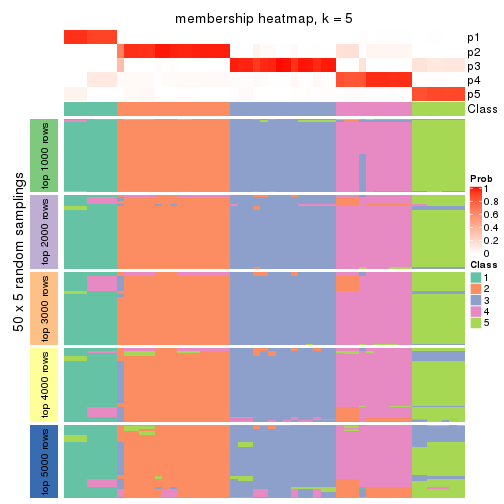 membership heatmap, k = 5
p1
p2
p3
p4
p5
Class
50 x 5 random samplings
top 1000 rows
top 2000 rows
top 3000 rows
top 4000 rows
top 5000 rows
Prob
1
0.8
0.6
0.4
0.2
0
Class
1
2
3
4
5